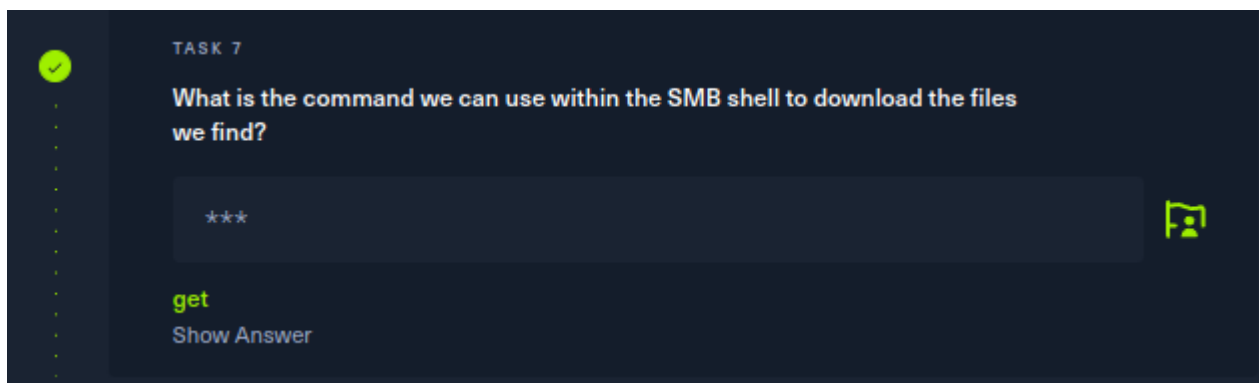 TASK 7
What is the command we can use within the SMB shell to download the files
we find?
***
get
Show Answer